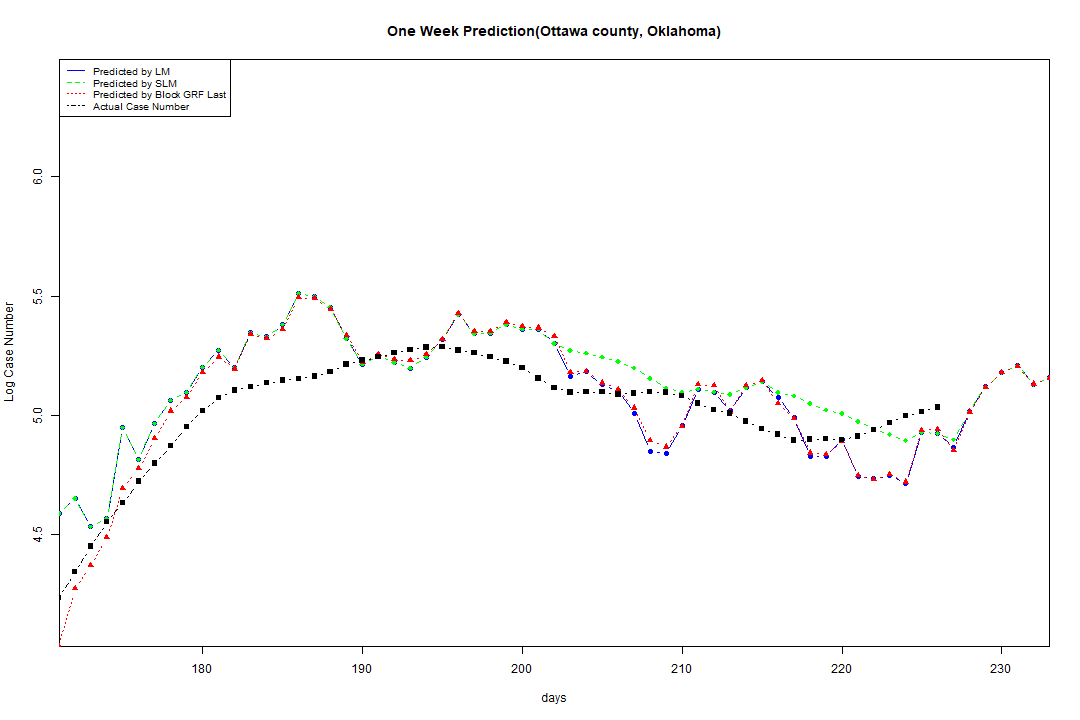 One Week Prediction(Ottawa county, Oklahoma)
Predicted by LM
Predicted by SLM
Predicted by Block GRF Last
Actual Case Number
6.0
5.5
5.0
4.5
Log Case Number
180 190 200 210 220 230
days